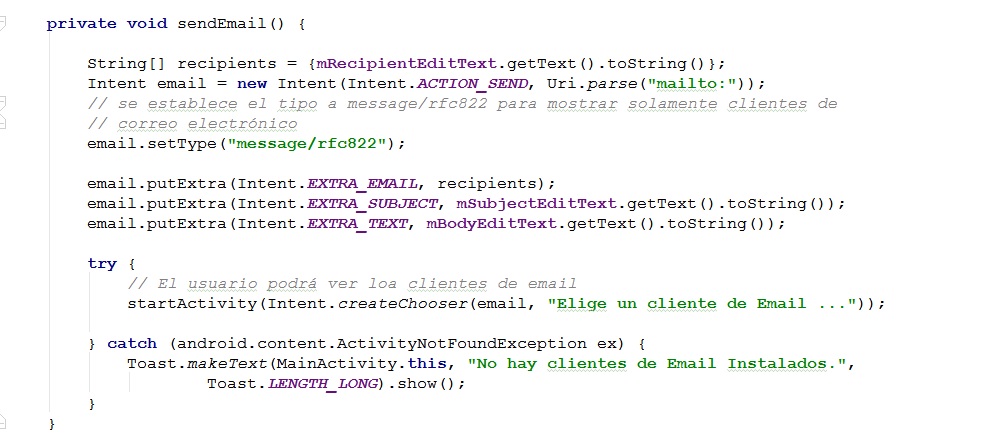 private void sendEmail() {
String[] recipients = {mRecipientEditText.getText().toString()};
Intent email = new Intent(Intent.ACTION_SEND, Uri.parse("mailto:"));
// se establece el tipo a message/rfc822 para mostrar solamente clientes de
// correo electrónico
email.setType("message/rfc822");
email.putExtra(Intent.EXTRA_EMAIL, recipients);
email.putExtra(Intent.EXTRA_SUBJECT, mSubjectEditText.getText().toString());
email.putExtra(Intent.EXTRA_TEXT, mBodyEditText.getText().toString());
try {
// El usuario podrá ver loa clientes de email
startActivity(Intent.createChooser(email, "Elige un cliente de Email ..."));
} catch (android.content.ActivityNotFoundException ex) {
Toast.makeText(MainActivity.this, "No hay clientes de Email Instalados.",
Toast.LENGTH_LONG).show();
}
}